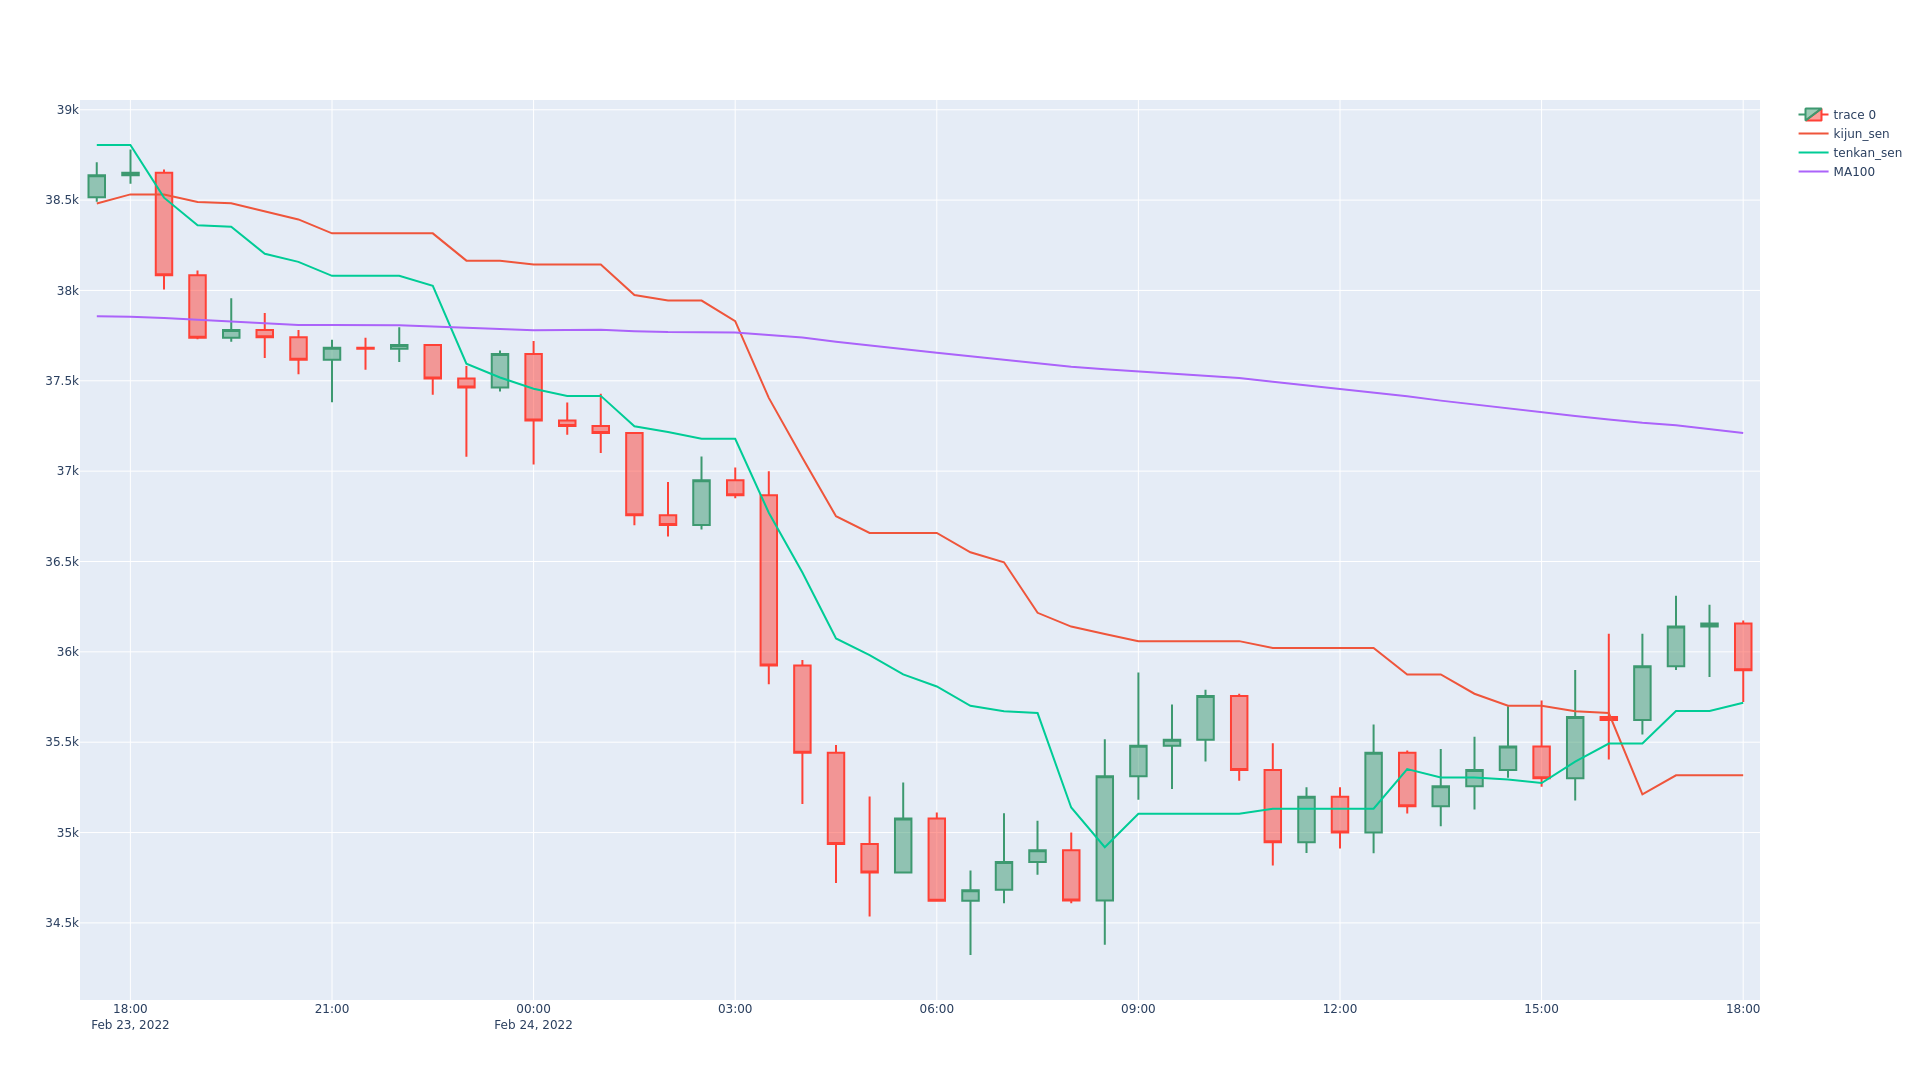 39k
38.5k
38k
37.5k
37k
36.5k
36k
35.5k
35k
34.5k
18:00 21:00 00:00 03:00 06:00 09:00 12:00 15:00 18:00
Feb 23, 2022 Feb 24, 2022
trace 0
kijun_sen
tenkan_sen
MA100